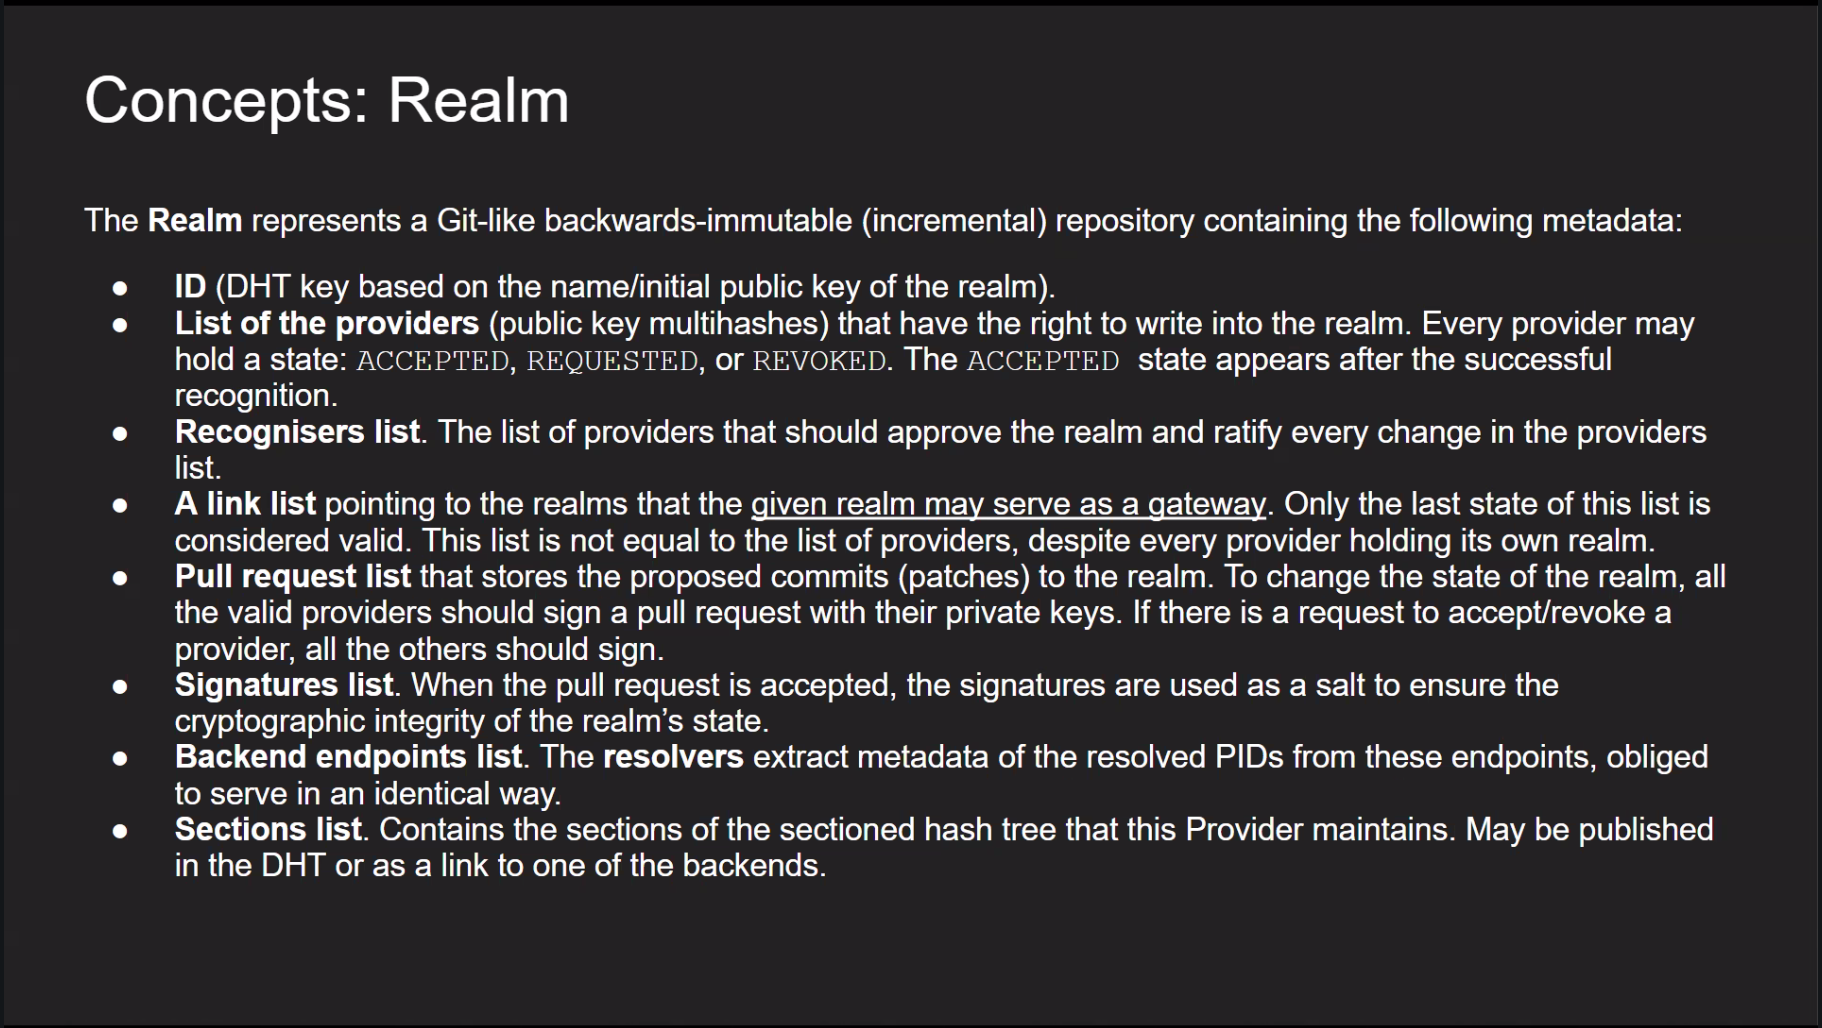 Concepts: Realm
The Realm represents a Git-like backwards-immutable (incremental) repository containing the following metadata:
● ID (DHT key based on the name/initial public key of the realm).
● List of the providers (public key multihashes) that have the right to write into the realm. Every provider may
hold a state: ACCEPTED, REQUESTED, or REVOKED. The ACCEPTED state appears after the successful
recognition.
● Recognisers list. The list of providers that should approve the realm and ratify every change in the providers
list.
● A link list pointing to the realms that the given realm may serve as a gateway. Only the last state of this list is
considered valid. This list is not equal to the list of providers, despite every provider holding its own realm.
● Pull request list that stores the proposed commits (patches) to the realm. To change the state of the realm, all
the valid providers should sign a pull request with their private keys. If there is a request to accept/revoke a
provider, all the others should sign.
● Signatures list. When the pull request is accepted, the signatures are used as a salt to ensure the
cryptographic integrity of the realm’s state.
● Backend endpoints list. The resolvers extract metadata of the resolved PIDs from these endpoints, obliged
to serve in an identical way.
● Sections list. Contains the sections of the sectioned hash tree that this Provider maintains. May be published
in the DHT or as a link to one of the backends.